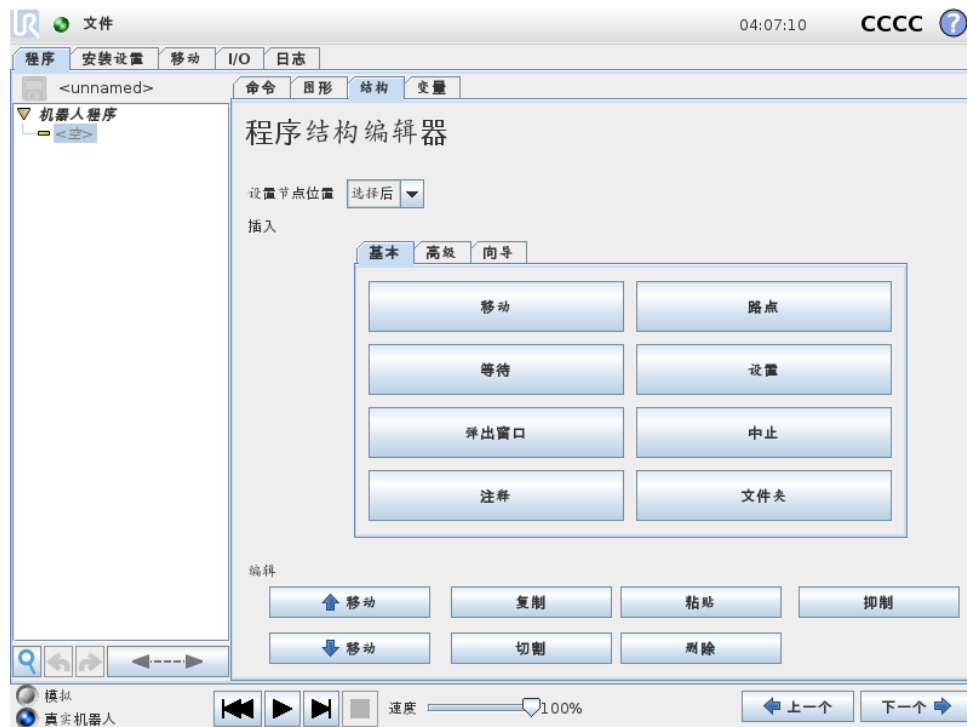 UR 文件 04:07:10 CCCC ?
程序 安装设置 移动 I/O 日志
<unnamed>
命令 图形 结构 变量
机器人程序
<空>
程序结构编辑器
设置节点位置 选择后
插入
基本 高级 向导
移动 路点
等待 设置
弹出窗口 中止
注释 文件夹
编辑
移动 复制 粘贴 抑制
移动 切割 删除
模拟
真实机器人
速度 100%
上一个 下一个